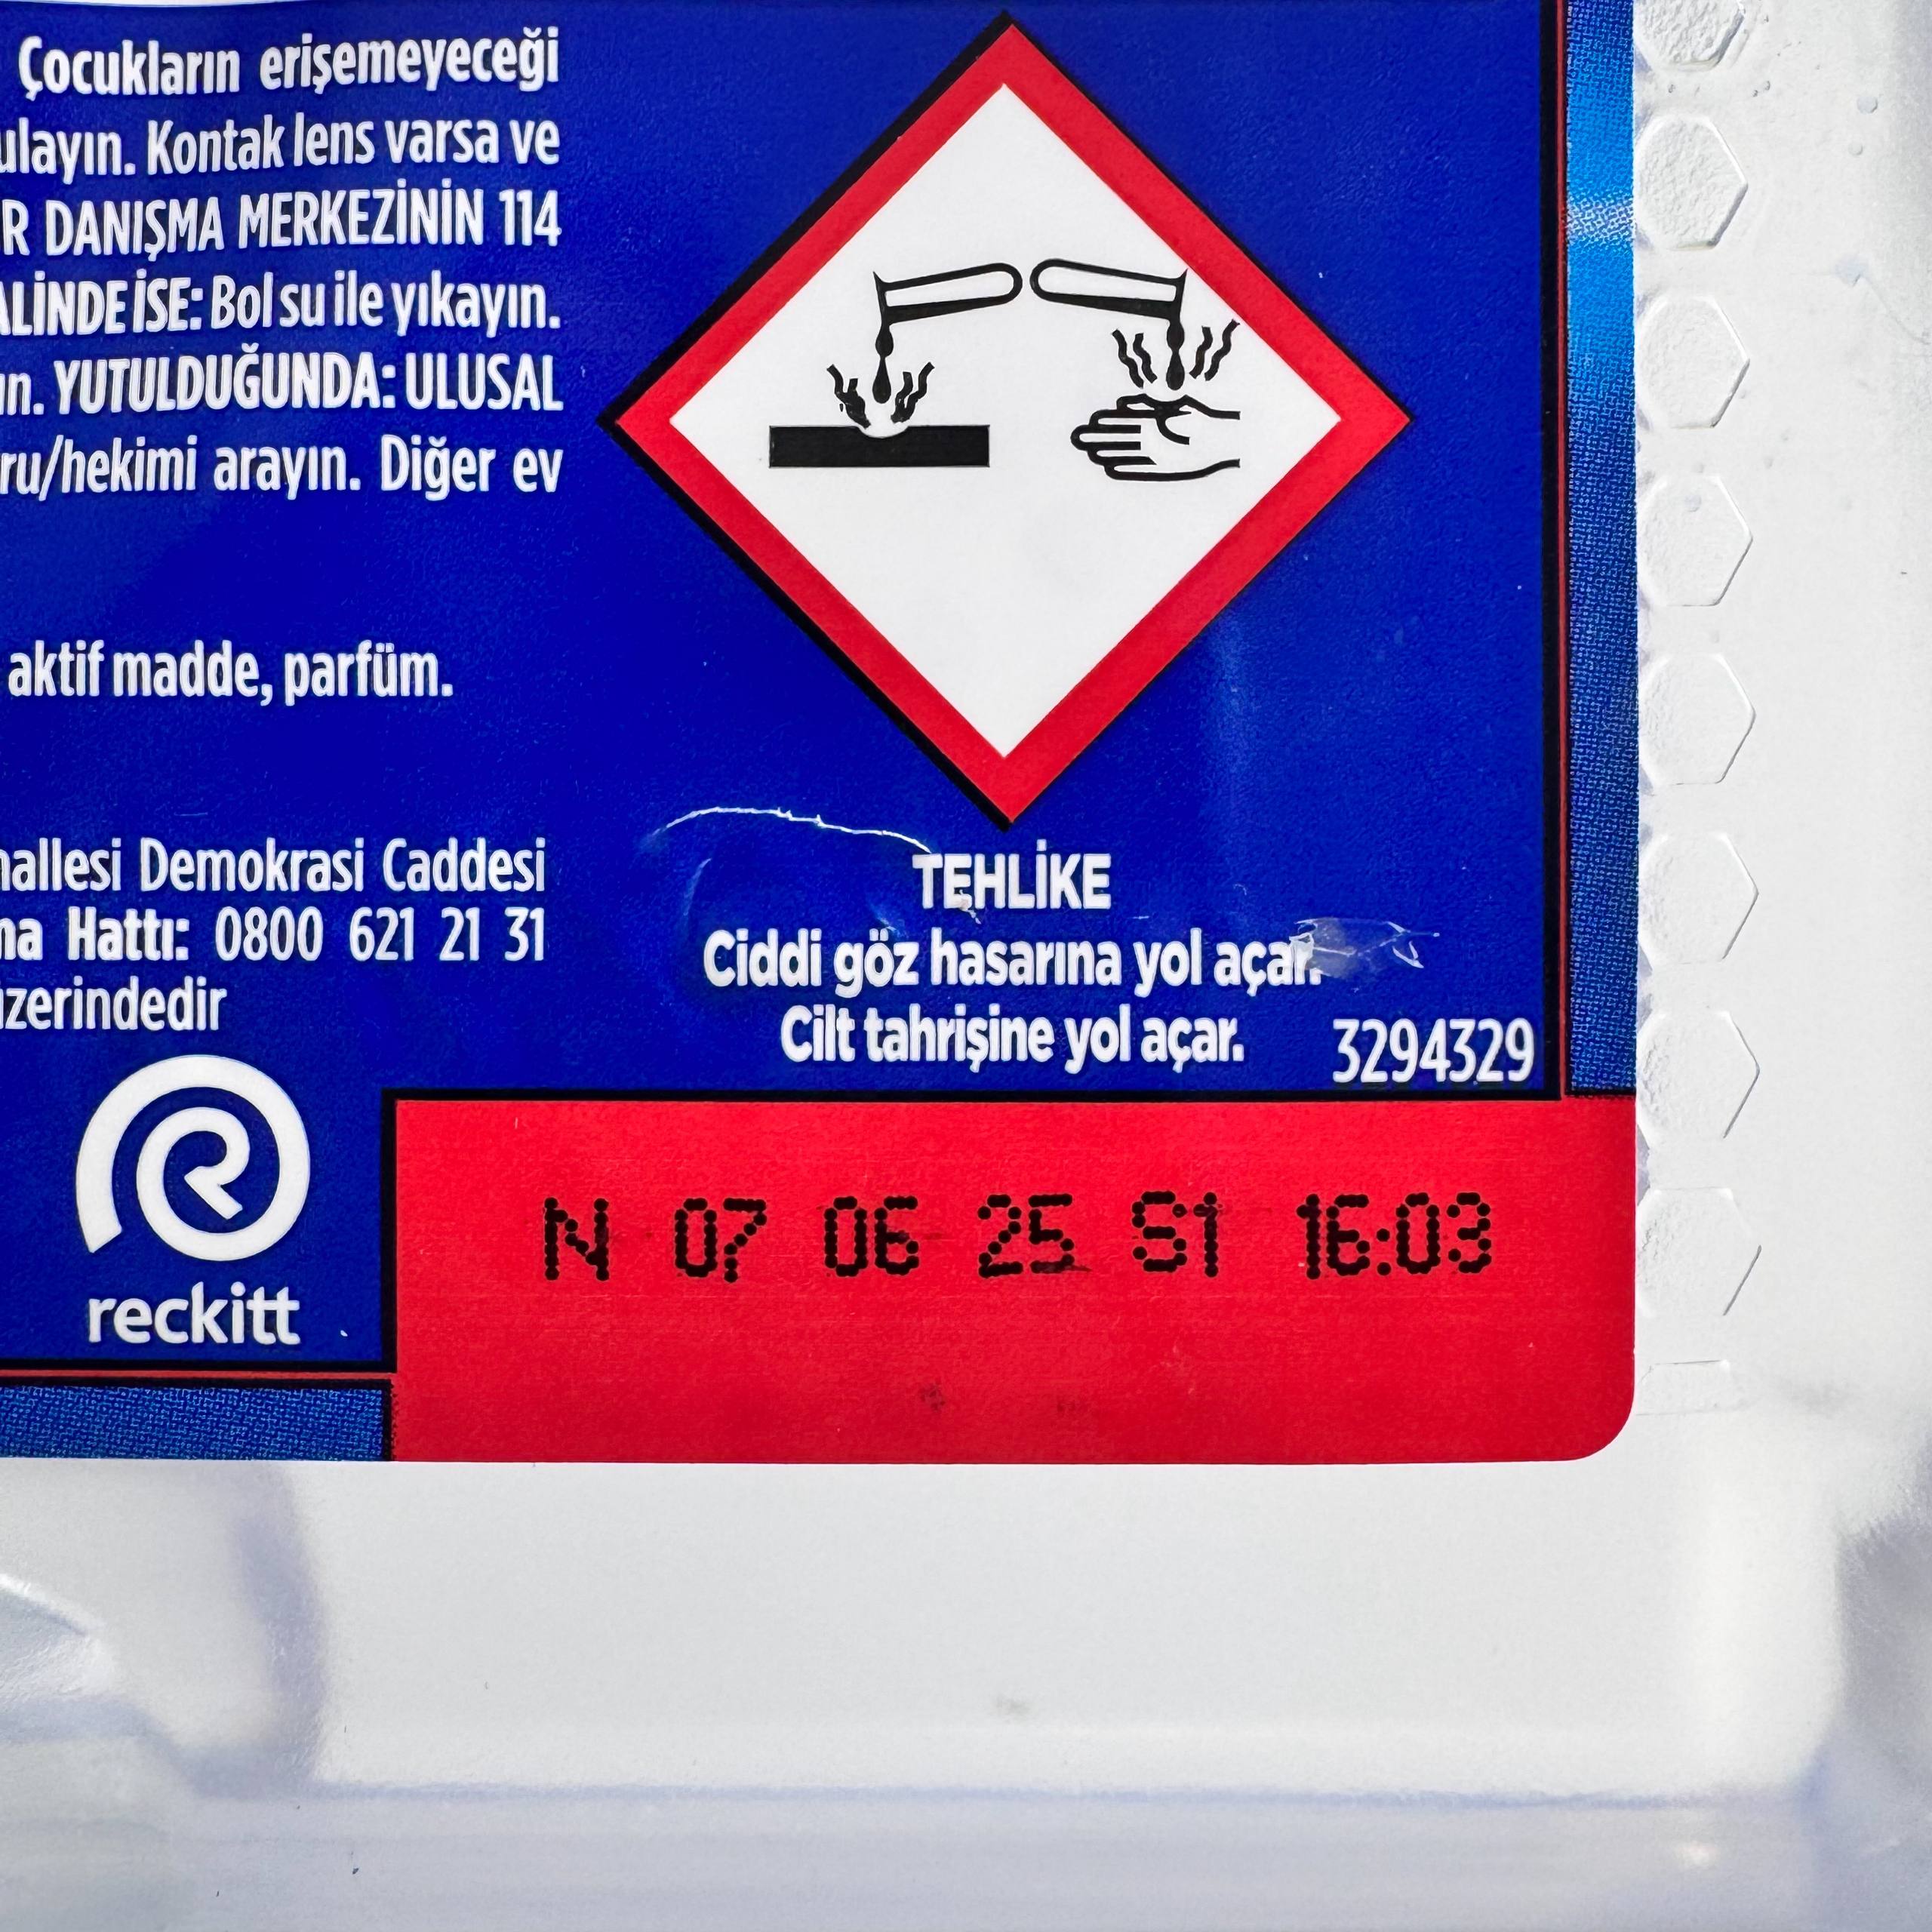 Çocukların erişemeyeceği
ulayın. Kontak lens varsa ve
R DANIŞMA MERKEZİNİN 114
ALİNDE İSE: Bol su ile yıkayın.
ın. YUTULDUĞUNDA: ULUSAL
ru/hekimi arayın. Diğer ev
aktif madde, parfüm.
hallesi Demokrasi Caddesi
ma Hattı: 0800 621 21 31
üzerindedir
reckitt
TEHLİKE
Ciddi göz hasarına yol açar.
Cilt tahrişine yol açar.
3294329
N 07 06 25 S1 16:03